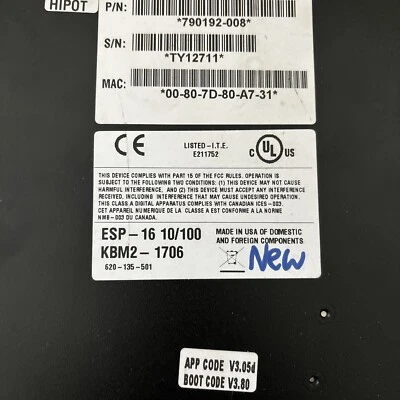 HIPOT
P/N:
*790192-008*
S/N:
*TY12711*
MAC:
*00-80-7D-80-A7-31*
CE
LISTED-I.T.E.
E211752
C UL US
THIS DEVICE COMPLIES WITH PART 15 OF THE FCC RULES. OPERATION IS
SUBJECT TO THE FOLLOWING TWO CONDITIONS: (1) THIS DEVICE MAY NOT CAUSE
HARMFUL INTERFERENCE, AND (2) THIS DEVICE MUST ACCEPT ANY INTERFERENCE
RECEIVED, INCLUDING INTERFERENCE THAT MAY CAUSE UNDESIRED OPERATION.
THIS CLASS A DIGITAL APPARATUS COMPLIES WITH CANADIAN ICES-003.
CET APPAREIL NUMERIQUE DE LA CLASSE A EST CONFORME A LA NORME
NMB-003 DU CANADA.
ESP-16 10/100
KBM2-1706
620-135-501
MADE IN USA OF DOMESTIC
AND FOREIGN COMPONENTS
New
APP CODE V3.05d
BOOT CODE V3.80